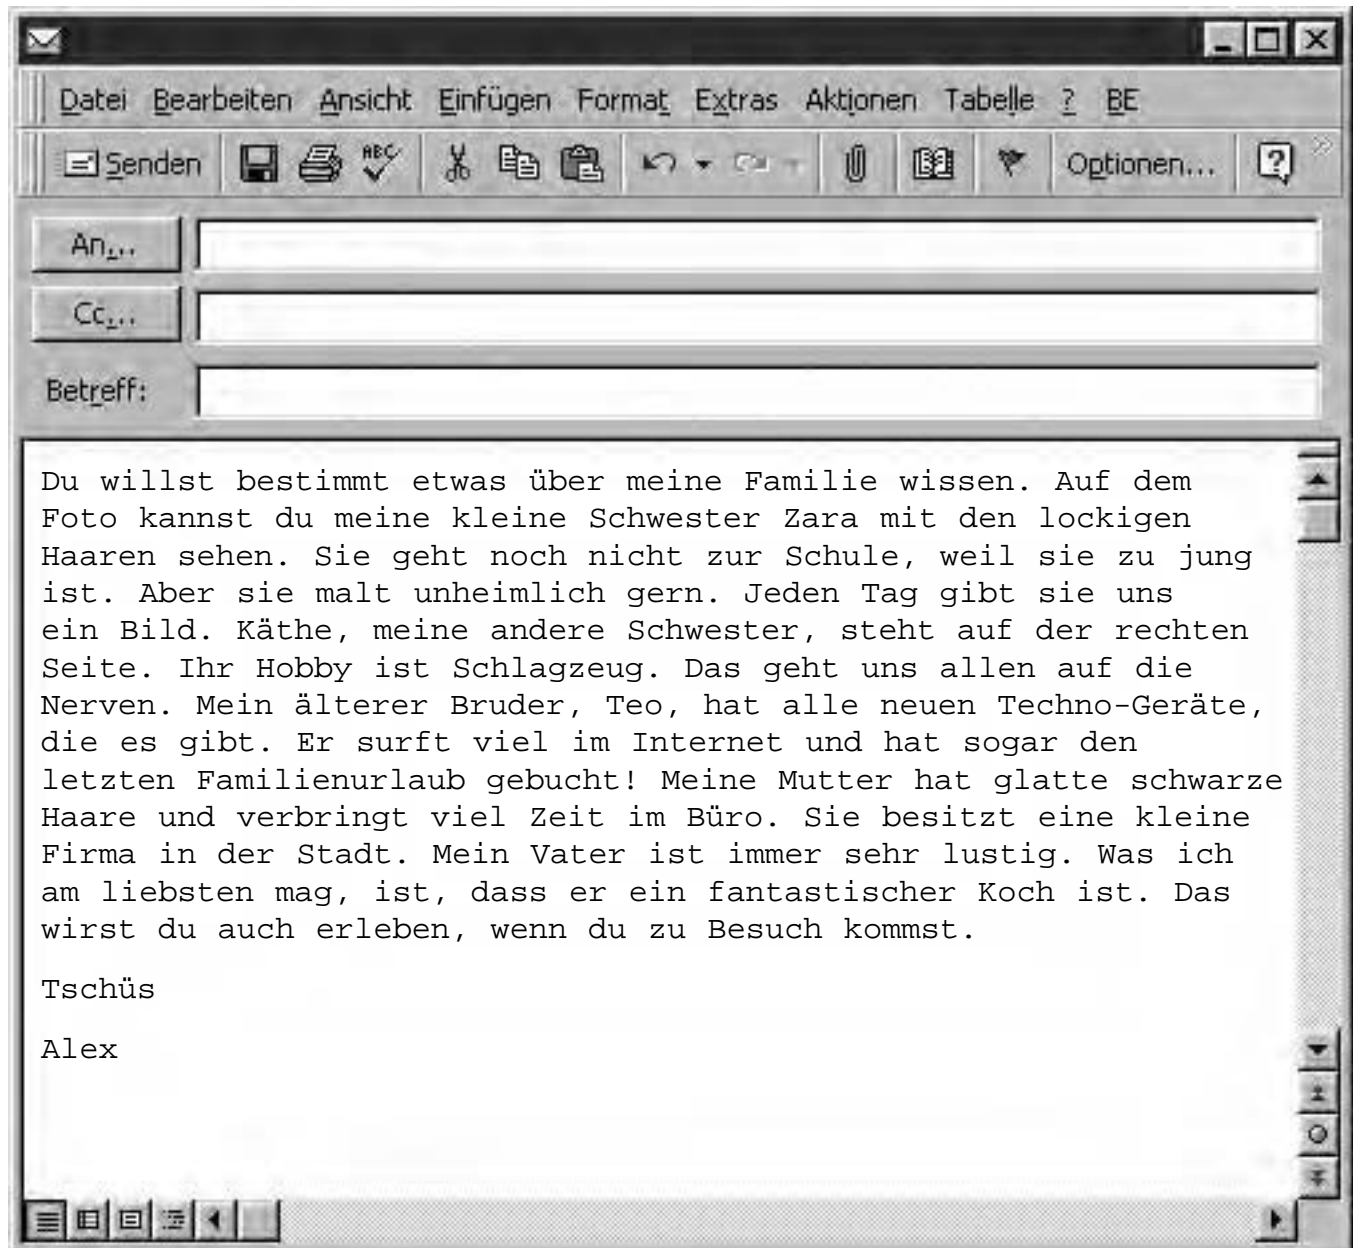 Datei Bearbeiten Ansicht Einfügen Format Extras Aktionen Tabelle ? BE
Senden ABC Optionen...
An...
Cc...
Betreff:
Du willst bestimmt etwas über meine Familie wissen. Auf dem
Foto kannst du meine kleine Schwester Zara mit den lockigen
Haaren sehen. Sie geht noch nicht zur Schule, weil sie zu jung
ist. Aber sie malt unheimlich gern. Jeden Tag gibt sie uns
ein Bild. Käthe, meine andere Schwester, steht auf der rechten
Seite. Ihr Hobby ist Schlagzeug. Das geht uns allen auf die
Nerven. Mein älterer Bruder, Teo, hat alle neuen Techno-Geräte,
die es gibt. Er surft viel im Internet und hat sogar den
letzten Familienurlaub gebucht! Meine Mutter hat glatte schwarze
Haare und verbringt viel Zeit im Büro. Sie besitzt eine kleine
Firma in der Stadt. Mein Vater ist immer sehr lustig. Was ich
am liebsten mag, ist, dass er ein fantastischer Koch ist. Das
wirst du auch erleben, wenn du zu Besuch kommst.
Tschüs
Alex